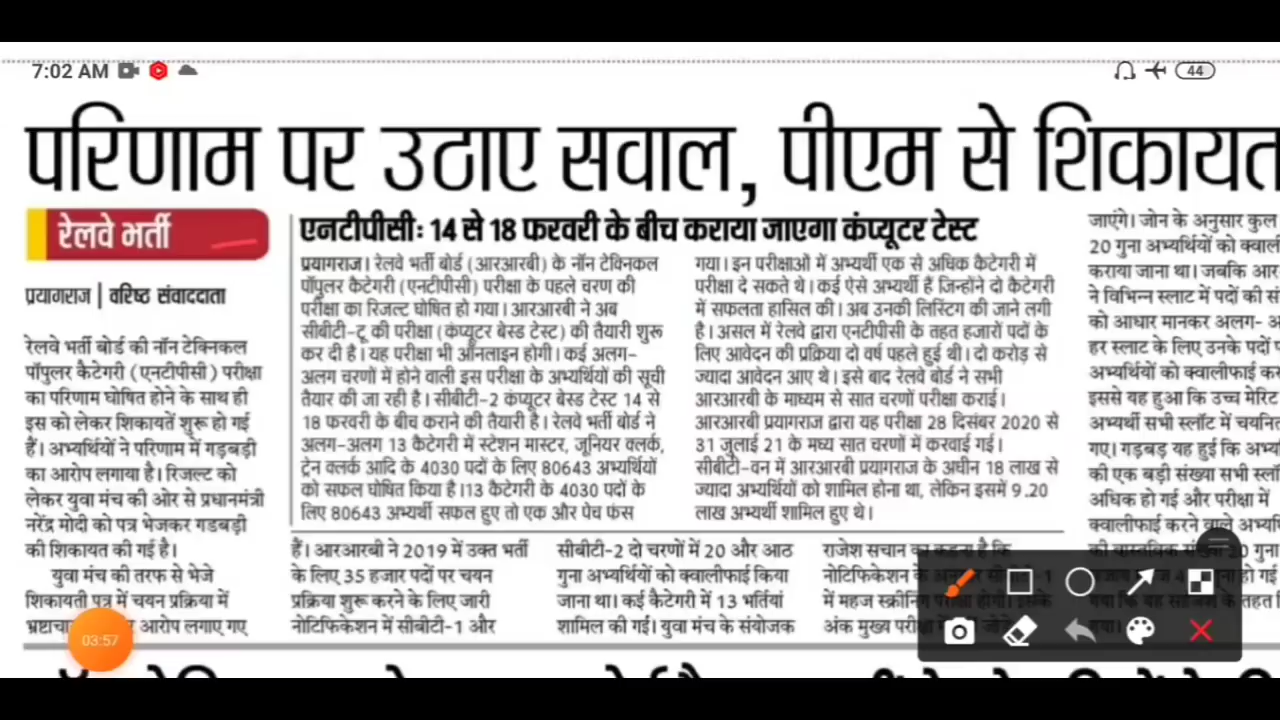 7:02 AM
44
परिणाम पर उठाए सवाल, पीएम से शिकायत
रेलवे भर्ती
प्रयागराज | वरिष्ठ संवाददाता
रेलवे भर्ती बोर्ड की नॉन टेक्निकल
पॉपुलर कैटेगरी (एनटीपीसी) परीक्षा
का परिणाम घोषित होने के साथ ही
इस को लेकर शिकायतें शुरू हो गई
हैं। अभ्यर्थियों ने परिणाम में गड़बड़ी
का आरोप लगाया है। रिजल्ट को
लेकर युवा मंच की ओर से प्रधानमंत्री
नरेंद्र मोदी को पत्र भेजकर गडबड़ी
की शिकायत की गई है।
युवा मंच की तरफ से भेजे
शिकायती पत्र में चयन प्रक्रिया में
आरोप लगाए गए
03:57
एनटीपीसी: 14 से 18 फरवरी के बीच कराया जाएगा कंप्यूटर टेस्ट
प्रयागराज। रेलवे भर्ती बोर्ड (आरआरबी) के नॉन टेक्निकल
पॉपुलर कैटेगरी (एनटीपीसी) परीक्षा के पहले चरण की
परीक्षा का रिजल्ट घोषित हो गया। आरआरबी ने अब
सीबीटी-टू की परीक्षा (कंप्यूटर बेस्ड टेस्ट) की तैयारी शुरू
कर दी है। यह परीक्षा भी ऑनलाइन होगी। कई अलग-
अलग चरणों में होने वाली इस परीक्षा के अभ्यर्थियों की सूची
तैयार की जा रही है। सीबीटी-2 कंप्यूटर बेस्ड टेस्ट 14 से
18 फरवरी के बीच कराने की तैयारी है। रेलवे भर्ती बोर्ड ने
अलग-अलग 13 कैटेगरी में स्टेशन मास्टर, जूनियर क्लर्क,
ट्रेन क्लर्क आदि के 4030 पदों के लिए 80643 अभ्यर्थियों
को सफल घोषित किया है।13 कैटेगरी के 4030 पदों के
लिए 80643 अभ्यर्थी सफल हुए तो एक और पेच फंस
गया। इन परीक्षाओं में अभ्यर्थी एक से अधिक कैटेगरी में
परीक्षा दे सकते थे। कई ऐसे अभ्यर्थी हैं जिन्होंने दो कैटेगरी
में सफलता हासिल की। अब उनकी लिस्टिंग की जाने लगी
है। असल में रेलवे द्वारा एनटीपीसी के तहत हजारों पदों के
लिए आवेदन की प्रक्रिया दो वर्ष पहले हुई थी। दो करोड़ से
ज्यादा आवेदन आए थे। इसे बाद रेलवे बोर्ड ने सभी
आरआरबी के माध्यम से सात चरणों परीक्षा कराई।
आरआरबी प्रयागराज द्वारा यह परीक्षा 28 दिसंबर 2020 से
31 जुलाई 21 के मध्य सात चरणों में करवाई गई।
सीबीटी-वन में आरआरबी प्रयागराज के अधीन 18 लाख से
ज्यादा अभ्यर्थियों को शामिल होना था, लेकिन इसमें 9.20
लाख अभ्यर्थी शामिल हुए थे।
हैं। आरआरबी ने 2019 में उक्त भर्ती
के लिए 35 हजार पदों पर चयन
प्रक्रिया शुरू करने के लिए जारी
नोटिफिकेशन में सीबीटी-1 और
सीबीटी-2 दो चरणों में 20 और आठ
गुना अभ्यर्थियों को क्वालीफाई किया
जाना था। कई कैटेगरी में 13 भर्तियां
शामिल की गईं। युवा मंच के संयोजक
राजेश सचान का कहना है कि
नोटिफिकेशन के
में महज स्क्रीनिंग
अंक मुख्य
जाएंगे। जोन के अनुसार कुल
20 गुना अभ्यर्थियों को
कराया जाना था। जबकि
ने विभिन्न स्लाट में पदों की
को आधार मानकर अलग-
हर स्लाट के लिए उनके पदों
अभ्यर्थियों को क्वालीफाई
इससे यह हुआ कि उच्च मेरिट
अभ्यर्थी सभी स्लॉट में
गए। गड़बड़ यह हुई कि
की एक बड़ी संख्या सभी
अधिक हो गई और परीक्षा में
क्वालीफाई करने वाले